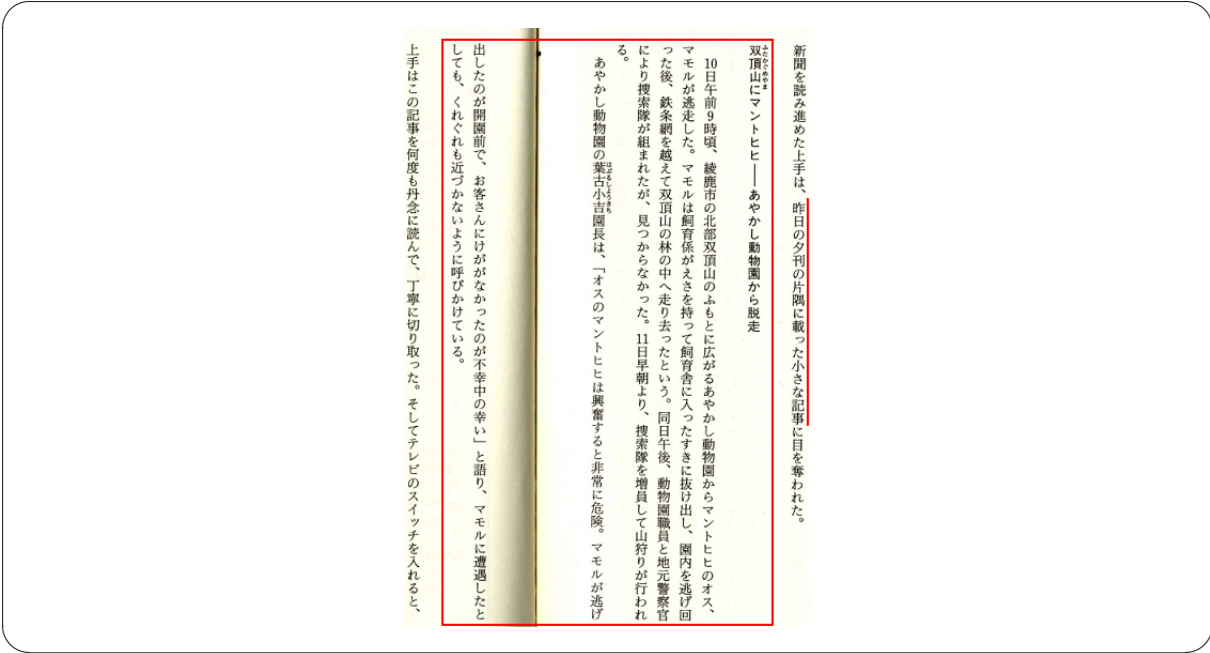 新聞を読み進めた上手は、昨日の夕刊の片隅に載った小さな記事に目を奪われた。
双頂山にマントヒヒ――あやかし動物園から脱走
ふたかぐめやま
10日午前9時頃、綾鹿市の北部双頂山のふもとに広がるあやかし動物園からマントヒヒのオス、
マモルが逃走した。マモルは飼育係がえさを持って飼育舎に入ったすきに抜け出し、園内を逃げ回
った後、鉄条網を越えて双頂山の林の中へ走り去ったという。同日午後、動物園職員と地元警察官
により捜索隊が組まれたが、見つからなかった。11日早朝より、捜索隊を増員して山狩りが行われ
る。
あやかし動物園の葉古小吉園長は、「オスのマントヒヒは興奮すると非常に危険。マモルが逃げ
はぶるしょうきち
出したのが開園前で、お客さんにけががなかったのが不幸中の幸い」と語り、マモルに遭遇したと
しても、くれぐれも近づかないように呼びかけている。
上手はこの記事を何度も丹念に読んで、丁寧に切り取った。そしてテレビのスイッチを入れると、